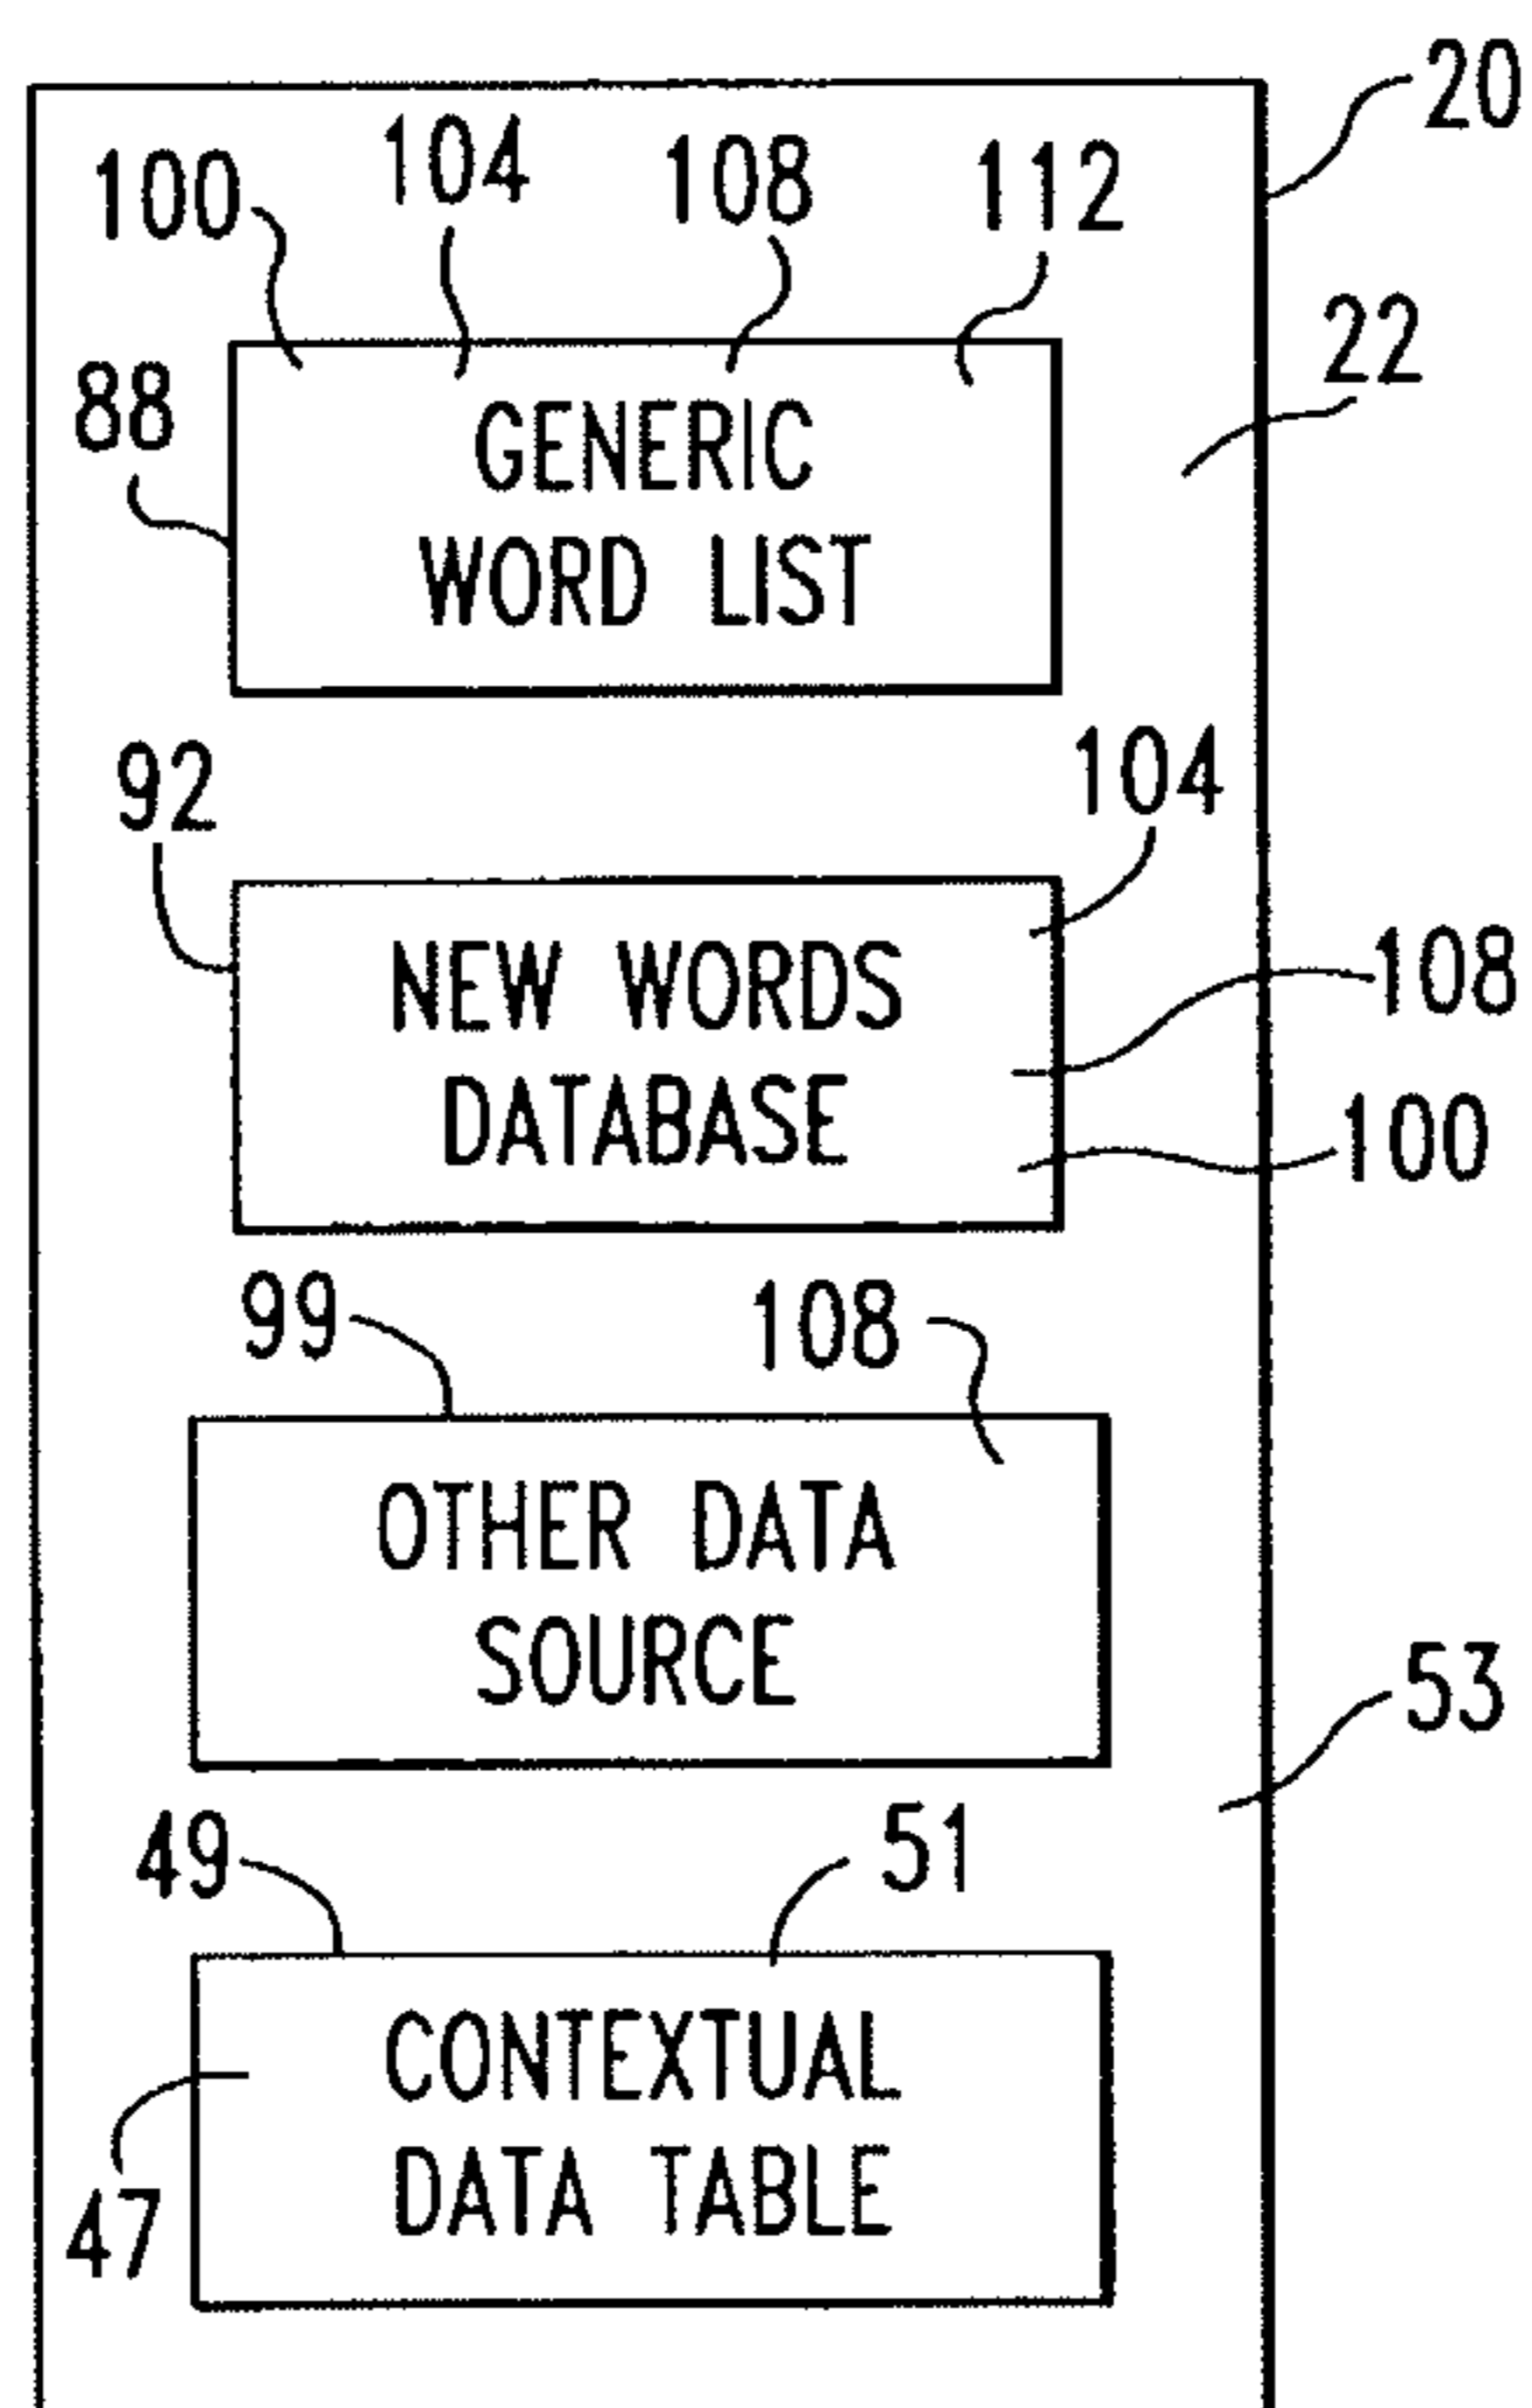 20
100 104 108 112
22
88
GENERIC
WORD LIST
92
104
NEW WORDS
DATABASE
108
100
99
108
OTHER DATA
SOURCE
53
49
51
CONTEXTUAL
DATA TABLE
47